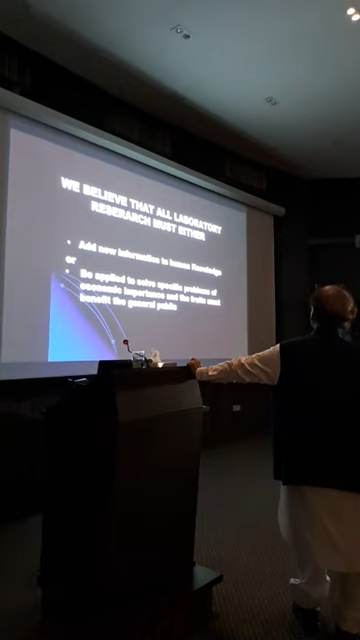 WE BELIEVE THAT ALL LABORATORY
RESERARCH MUST EITHER
• Add new information to human Knowledge
or
• Be applied to solve specific problems of
economic importance and the fruits must
benefit the general public